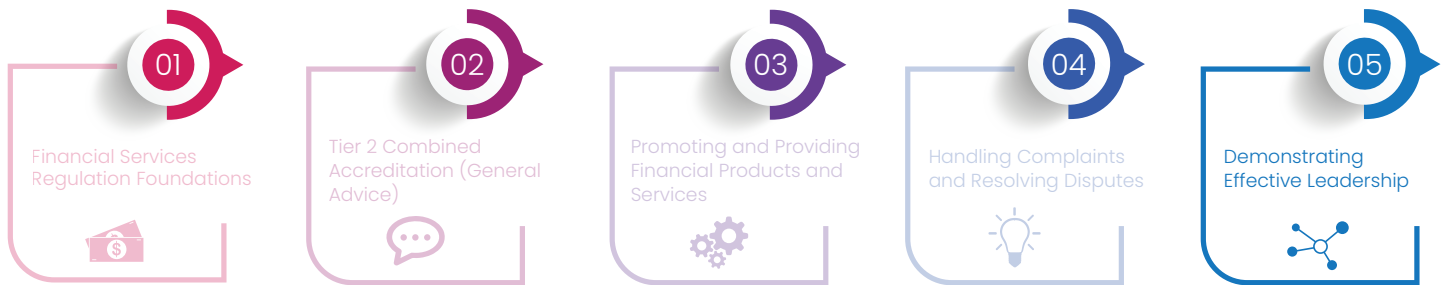 01
Financial Services
Regulation Foundations
$
02
Tier 2 Combined
Accreditation (General
Advice)
03
Promoting and Providing
Financial Products and
Services
04
Handling Complaints
and Resolving Disputes
05
Demonstrating
Effective Leadership